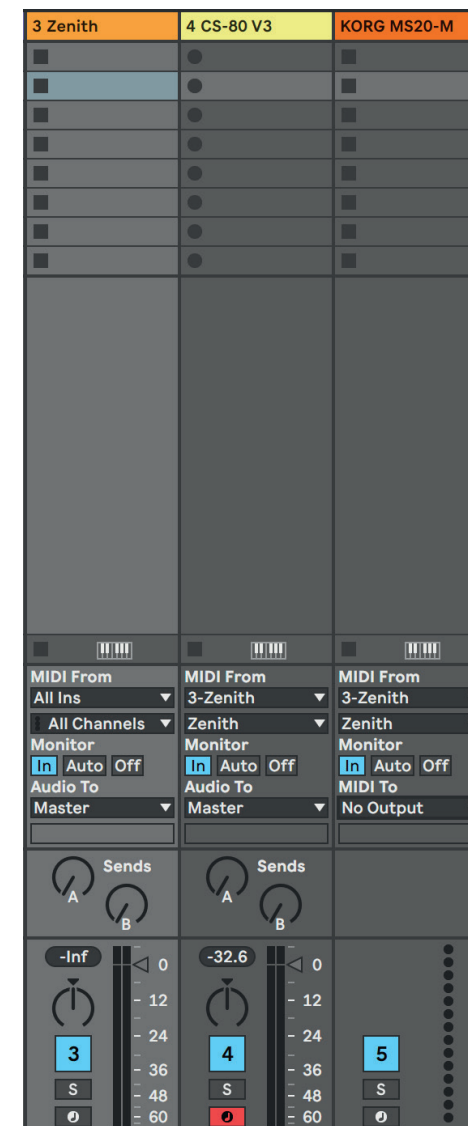 3 Zenith
4 CS-80 V3
KORG MS20-M
MIDI From
All Ins
All Channels
Monitor
In Auto Off
Audio To
Master
Sends
A
B
-Inf
0
12
24
36
48
60
3
S
MIDI From
3-Zenith
Zenith
Monitor
In Auto Off
Audio To
Master
Sends
A
B
-32.6
0
12
24
36
48
60
4
S
MIDI From
3-Zenith
Zenith
Monitor
In Auto Off
MIDI To
No Output
5
S